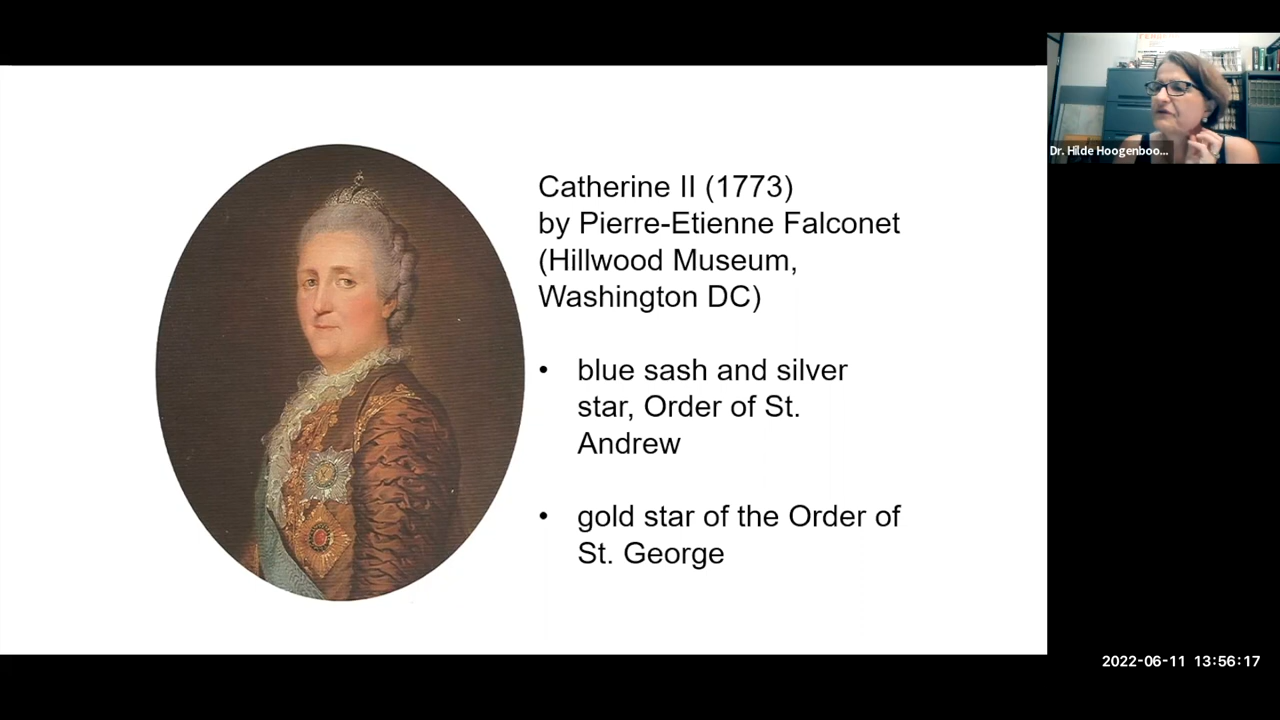 Catherine II (1773)
by Pierre-Etienne Falconet
(Hillwood Museum,
Washington DC)
• blue sash and silver
star, Order of St.
Andrew
• gold star of the Order of
St. George
Dr. Hilde Hoogenboo...
2022-06-11 13:56:17